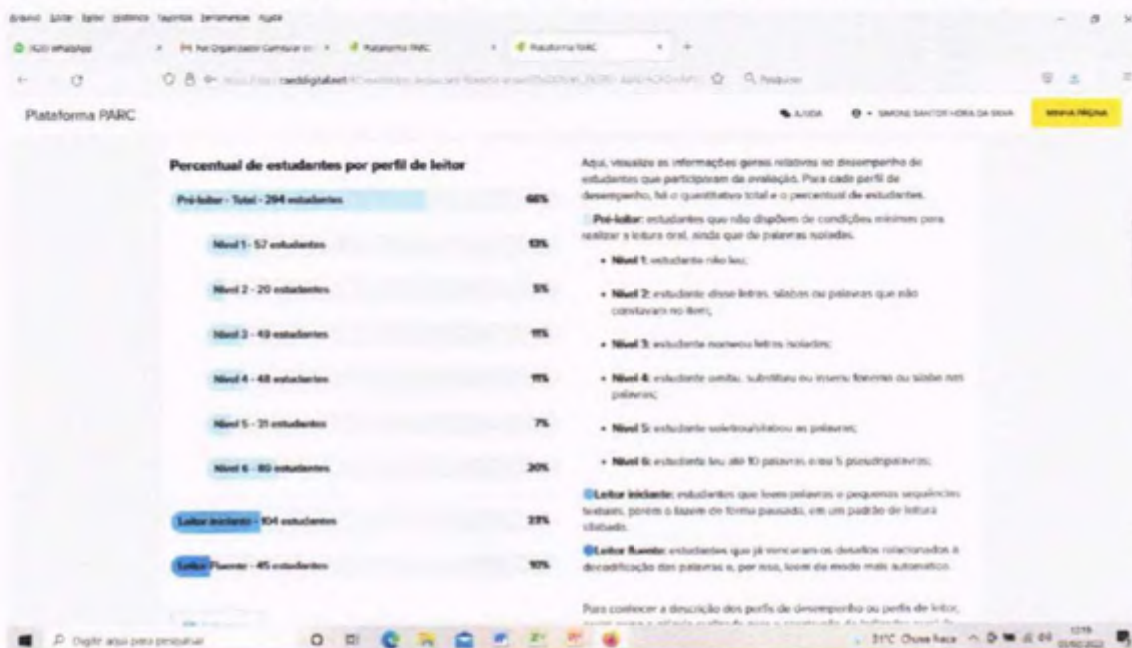 Plataforma PARC
Plataforma PARC
Pesquisar
Plataforma PARC
AJUDA
MINHA PÁGINA
Percentual de estudantes por perfil de leitor
Pré-leitor - Total - 294 estudantes 66%
Nível 1 - 57 estudantes 13%
Nível 2 - 20 estudantes 5%
Nível 3 - 49 estudantes 11%
Nível 4 - 48 estudantes 11%
Nível 5 - 31 estudantes 7%
Nível 6 - 89 estudantes 20%
Leitor iniciante - 104 estudantes 23%
Leitor Fluente - 45 estudantes 10%
Aqui, visualize as informações gerais relativas ao desempenho de
estudantes que participaram da avaliação. Para cada perfil de
desempenho, há o quantitativo total e o percentual de estudantes.
Pré-leitor: estudantes que não dispõem de condições mínimas para
realizar a leitura oral, ainda que de palavras isoladas.
• Nível 1: estudante não leu;
• Nível 2: estudante disse letras, sílabas ou palavras que não
constavam no item;
• Nível 3: estudante nomeou letras isoladas;
• Nível 4: estudante omitiu, substituiu ou inseriu fonema ou sílaba nas
palavras;
• Nível 5: estudante soletrou/silabou as palavras;
• Nível 6: estudante leu até 10 palavras e/ou 5 pseudopalavras;
Leitor iniciante: estudantes que leem palavras e pequenas sequências
textuais, porém o fazem de forma pausada, em um padrão de leitura
silabado.
Leitor fluente: estudantes que já venceram os desafios relacionados à
decodificação das palavras e, por isso, leem de modo mais automático.
Para conhecer a descrição dos perfis de desempenho ou perfis de leitor,
Digite aqui para pesquisar
31°C Chuva fraca